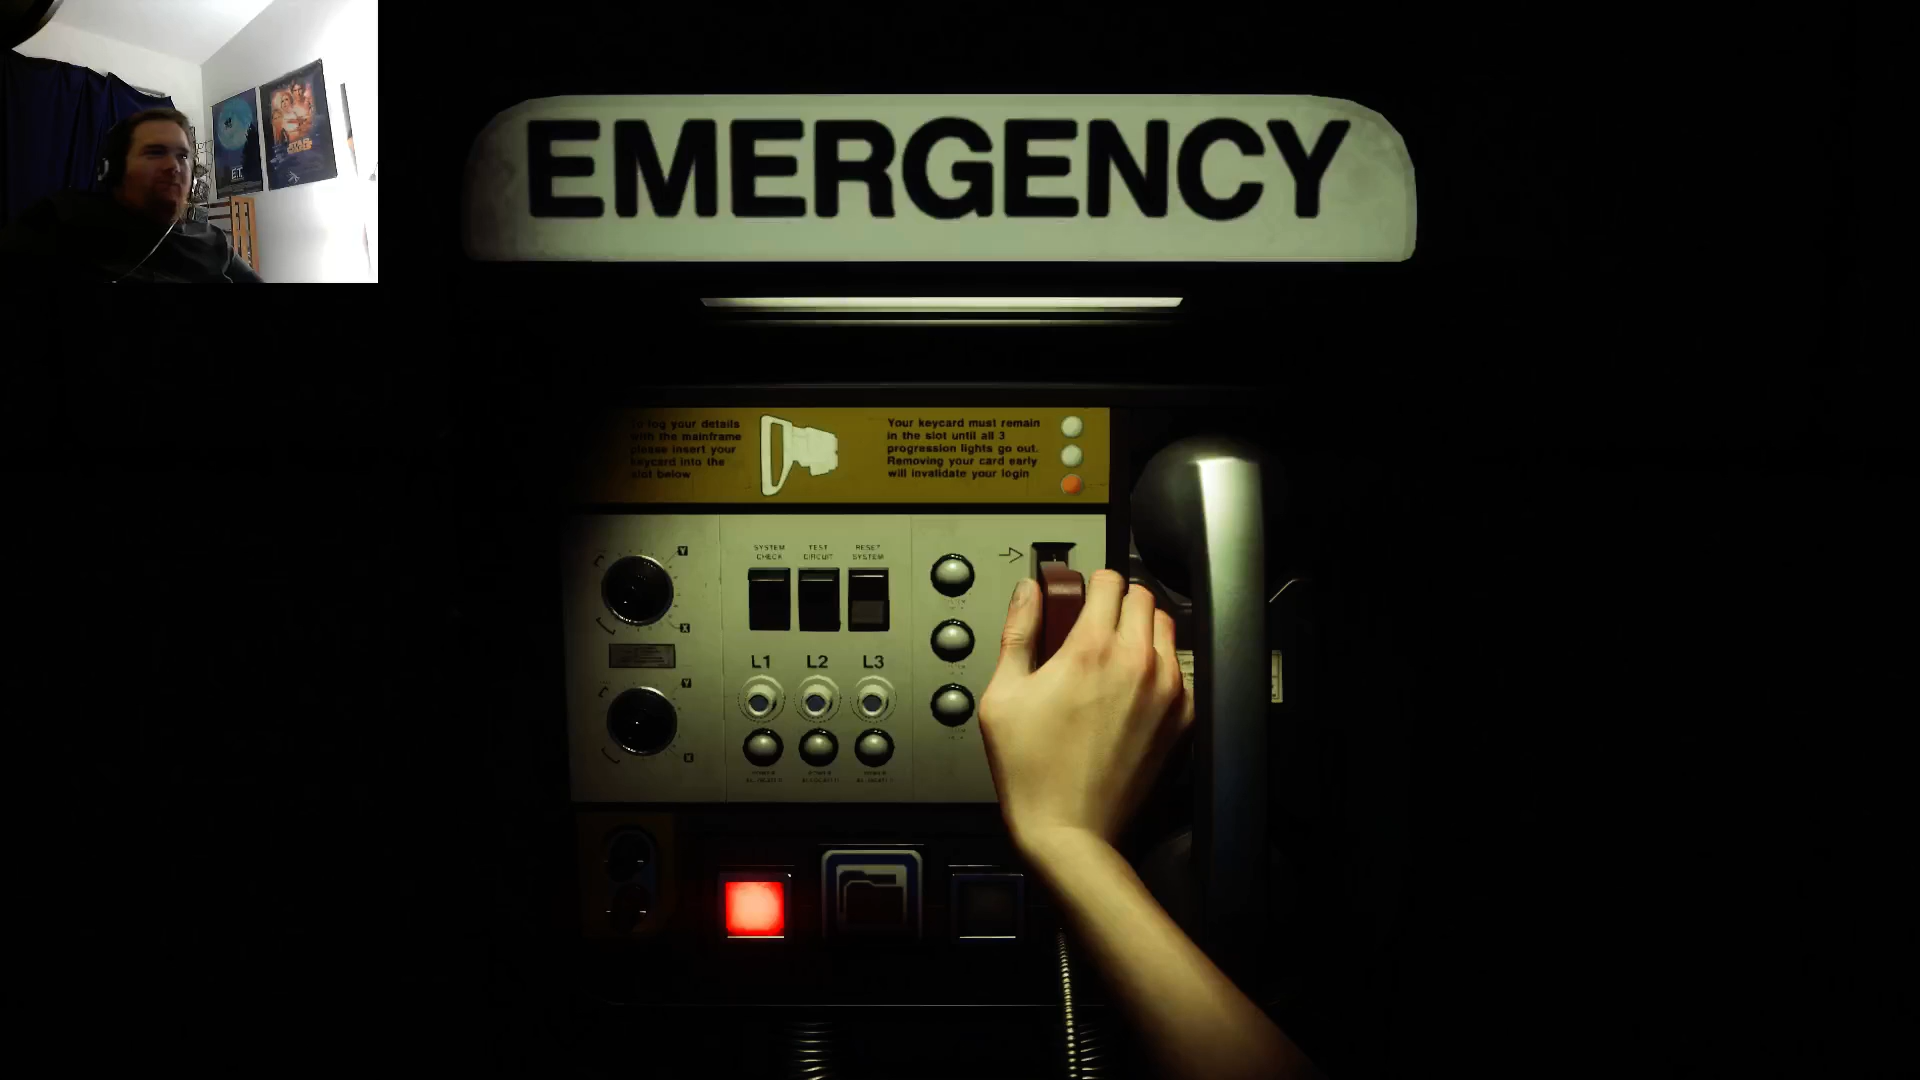 EMERGENCY
To log your details
with the mainframe
please insert your
keycard into the
slot below
Your keycard must remain
in the slot until all 3
progression lights go out.
Removing your card early
will invalidate your login
SYSTEM
CHECK
TEST
CIRCUIT
RESET
SYSTEM
Y
X
L1
L2
L3
Y
X
E.T.
STAR
WARS